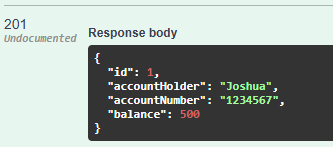 201
Undocumented
Response body
{
  "id": 1,
  "accountHolder": "Joshua",
  "accountNumber": "1234567",
  "balance": 500
}